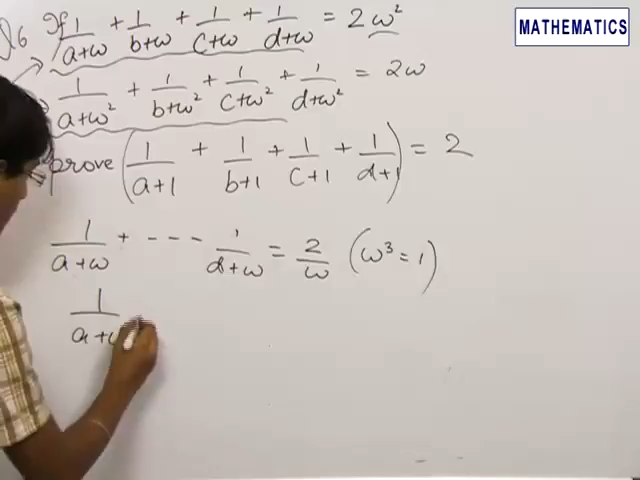 MATHEMATICS
Q6 If 1/(a+ω) + 1/(b+ω) + 1/(c+ω) + 1/(d+ω) = 2ω²
1/(a+ω²) + 1/(b+ω²) + 1/(c+ω²) + 1/(d+ω²) = 2ω
prove (1/(a+1) + 1/(b+1) + 1/(c+1) + 1/(d+1)) = 2
1/(a+ω) + - - - 1/(d+ω) = 2/ω (ω³ = 1)
1/(a+ω